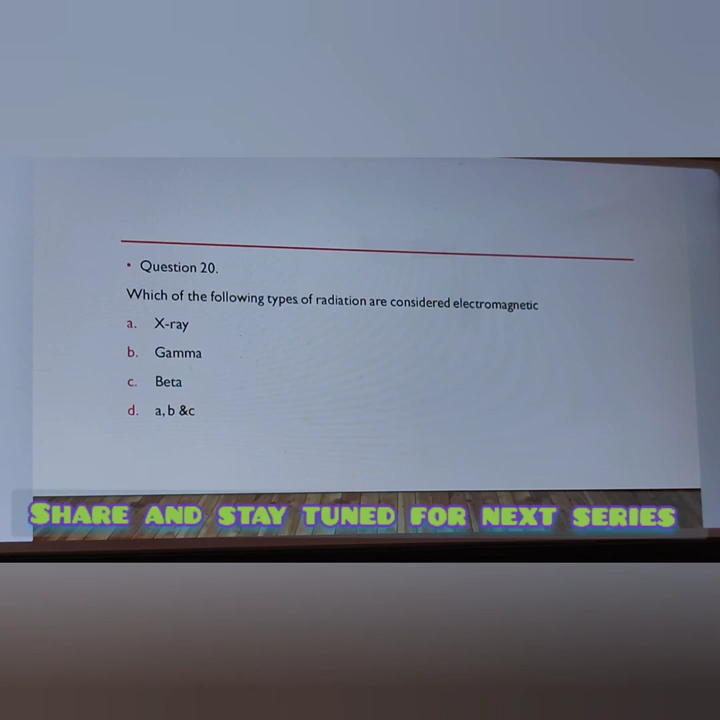 • Question 20.
Which of the following types of radiation are considered electromagnetic
a. X-ray
b. Gamma
c. Beta
d. a, b &c
SHARE AND STAY TUNED FOR NEXT SERIES